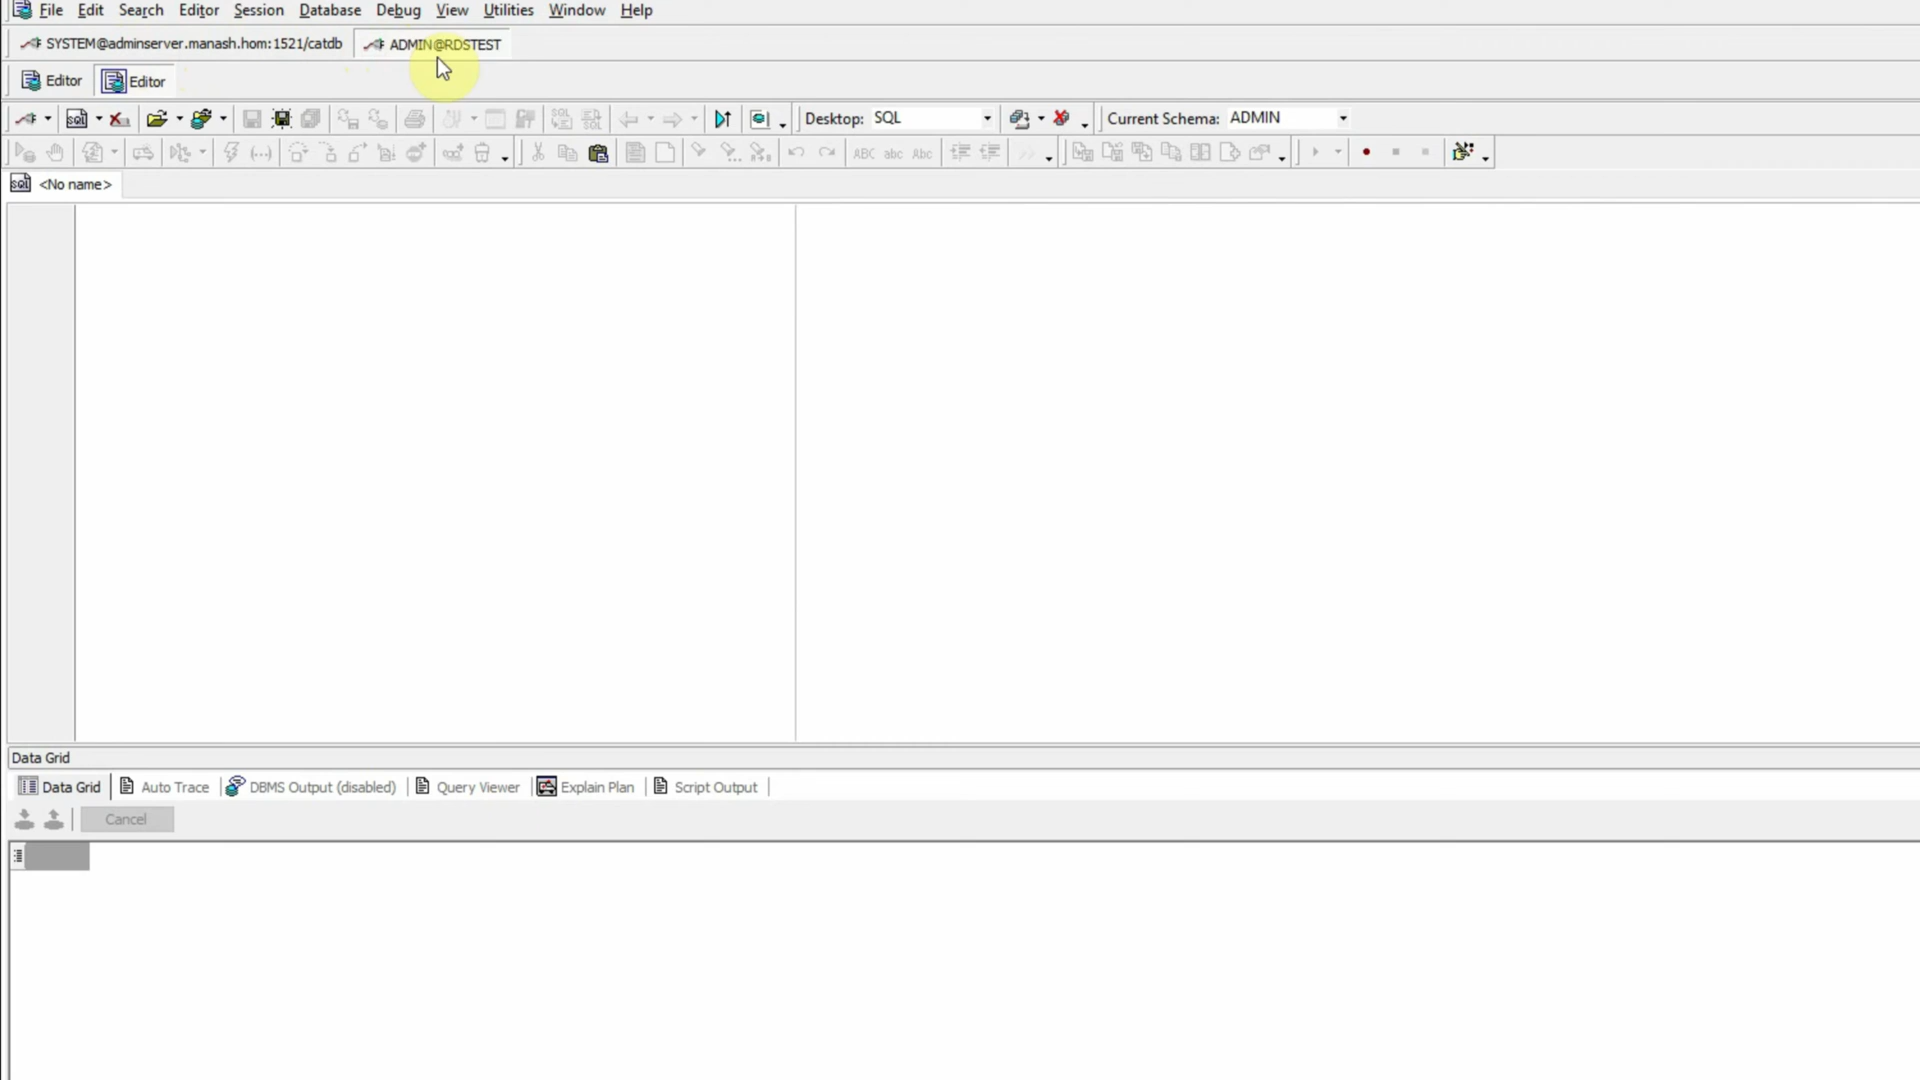 File Edit Search Editor Session Database Debug View Utilities Window Help
SYSTEM@adminserver.manash.hom:1521/catdb ADMIN@RDSTEST
Editor Editor
SQL Desktop: SQL Current Schema: ADMIN
ABC abc Abc
SQL <No name>
Data Grid
Data Grid Auto Trace DBMS Output (disabled) Query Viewer Explain Plan Script Output
Cancel